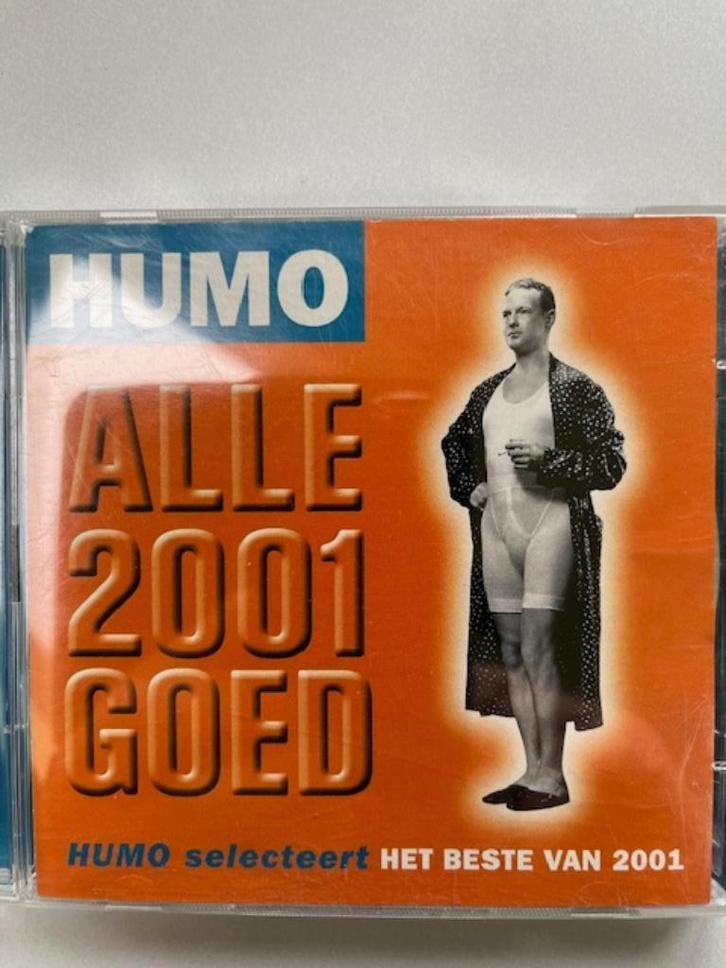 HUMO
ALLE
2001
GOED
HUMO selecteert HET BESTE VAN 2001